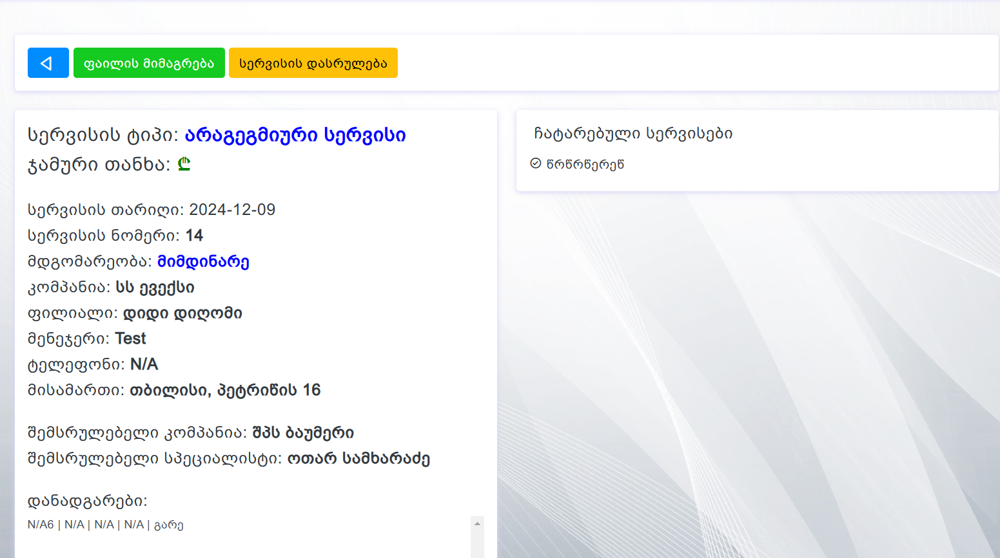 ფაილის მიმაგრება სერვისის დასრულება
სერვისის ტიპი: არაგეგმიური სერვისი
ჯამური თანხა: ₾
სერვისის თარიღი: 2024-12-09
სერვისის ნომერი: 14
მდგომარეობა: მიმდინარე
კომპანია: სს ევექსი
ფილიალი: დიდი დიღომი
მენეჯერი: Test
ტელეფონი: N/A
მისამართი: თბილისი, პეტრიწის 16
შემსრულებელი კომპანია: შპს ბაუმერი
შემსრულებელი სპეციალისტი: ოთარ სამხარაძე
დანადგარები:
N/A6 | N/A | N/A | N/A | გარე
ჩატარებული სერვისები
წრწრწერეწ